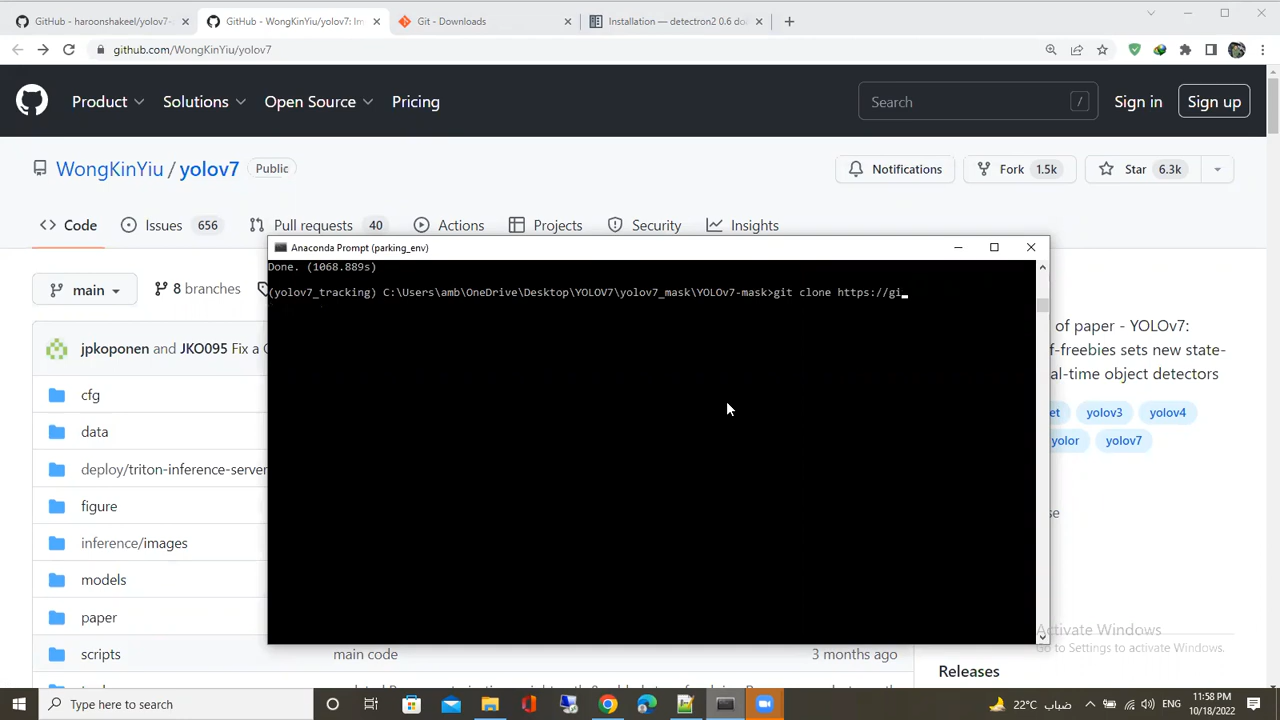 GitHub - haroonshakeel/yolov7-
GitHub - WongKinYiu/yolov7: Im
Git - Downloads
Installation — detectron2 0.6 do
github.com/WongKinYiu/yolov7
Product
Solutions
Open Source
Pricing
Search
/
Sign in
Sign up
WongKinYiu / yolov7
Public
Notifications
Fork 1.5k
Star 6.3k
Code
Issues 656
Pull requests 40
Actions
Projects
Security
Insights
Anaconda Prompt (parking_env)
Done. (1068.889s)
(yolov7_tracking) C:\Users\amb\OneDrive\Desktop\YOLOV7\yolov7_mask\YOLOv7-mask>git clone https://gi
main
8 branches
jpkoponen and JKO095 Fix a
cfg
data
deploy/triton-inference-server
figure
inference/images
models
paper
scripts
main code
3 months ago
of paper - YOLOv7:
f-freebies sets new state-
al-time object detectors
et
yolov3
yolov4
yolor
yolov7
se
Activate Windows
Go to Settings to activate Windows.
Releases
Type here to search
22°C
ضباب
ENG
11:58 PM
10/18/2022